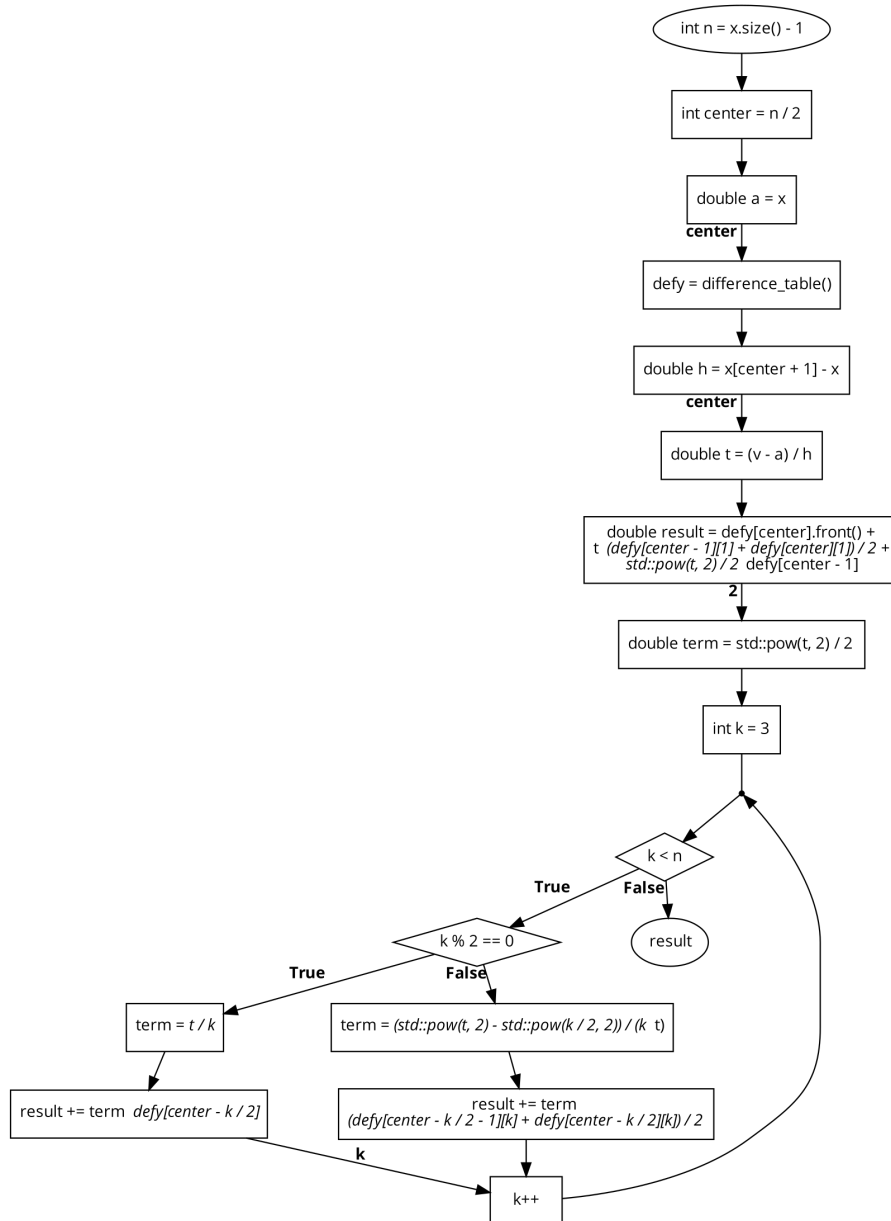 int n = x.size() - 1
int center = n / 2
double a = x
center
defy = difference_table()
double h = x[center + 1] - x
center
double t = (v - a) / h
double result = defy[center].front() +
t (defy[center - 1][1] + defy[center][1]) / 2 +
std::pow(t, 2) / 2 defy[center - 1]
2
double term = std::pow(t, 2) / 2
int k = 3
k < n
True
False
k % 2 == 0
result
True
False
term = t / k
term = (std::pow(t, 2) - std::pow(k / 2, 2)) / (k t)
result += term defy[center - k / 2]
result += term
(defy[center - k / 2 - 1][k] + defy[center - k / 2][k]) / 2
k
k++